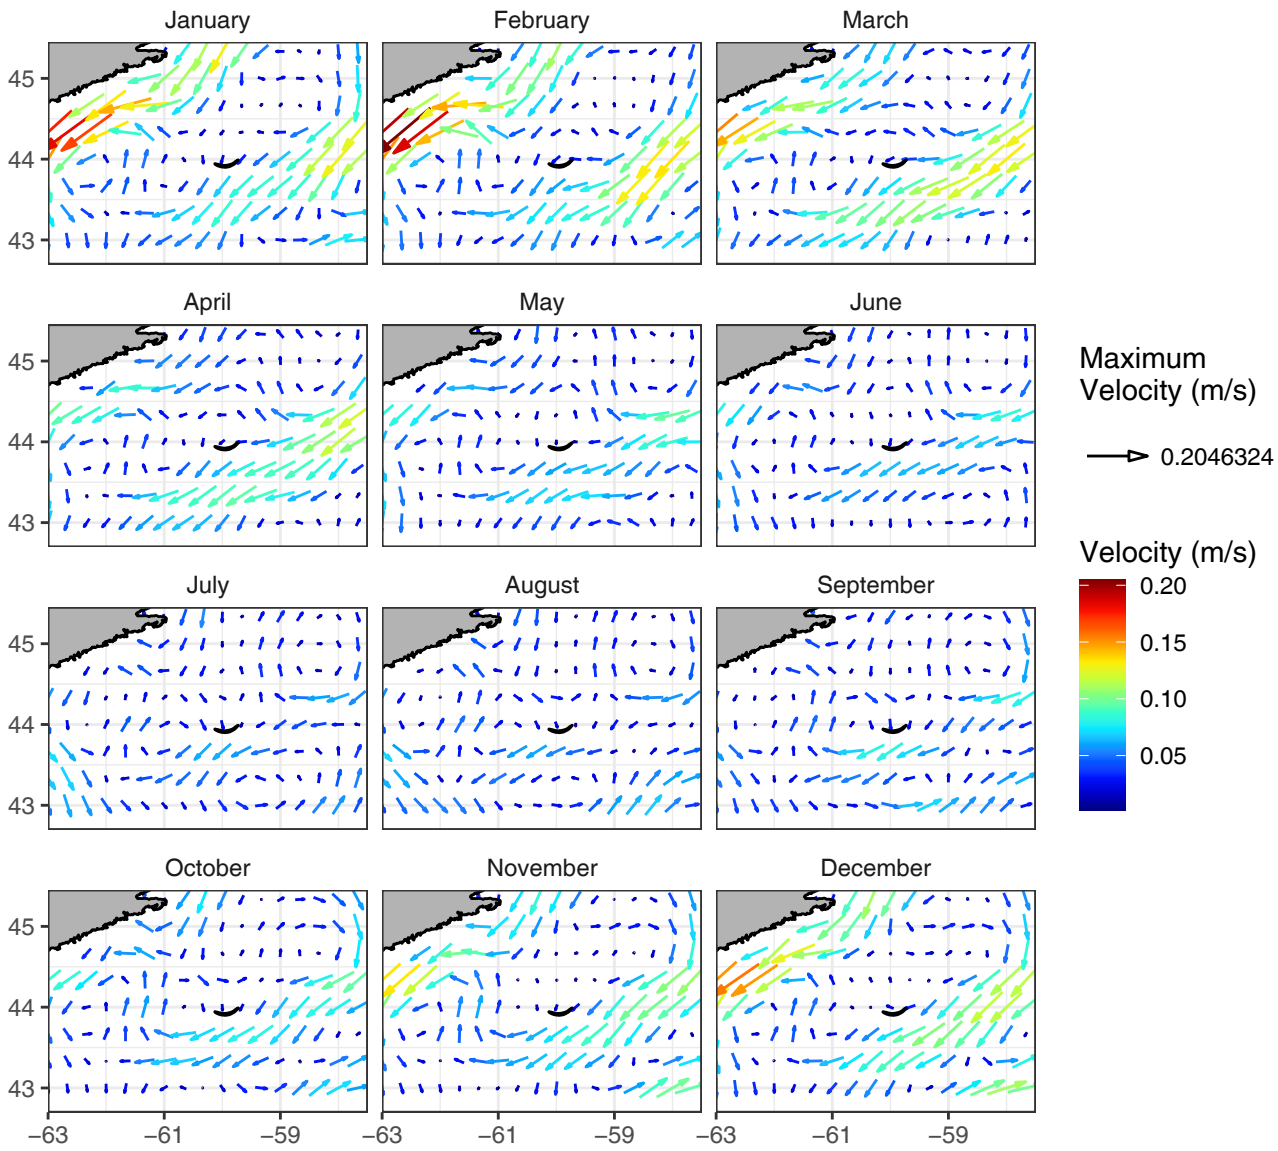 January February March
45
44
43
April May June
45
44
43
Maximum
Velocity (m/s)
0.2046324
Velocity (m/s)
0.20
0.15
0.10
0.05
July August September
45
44
43
October November December
45
44
43
−63 −61 −59 −63 −61 −59 −63 −61 −59